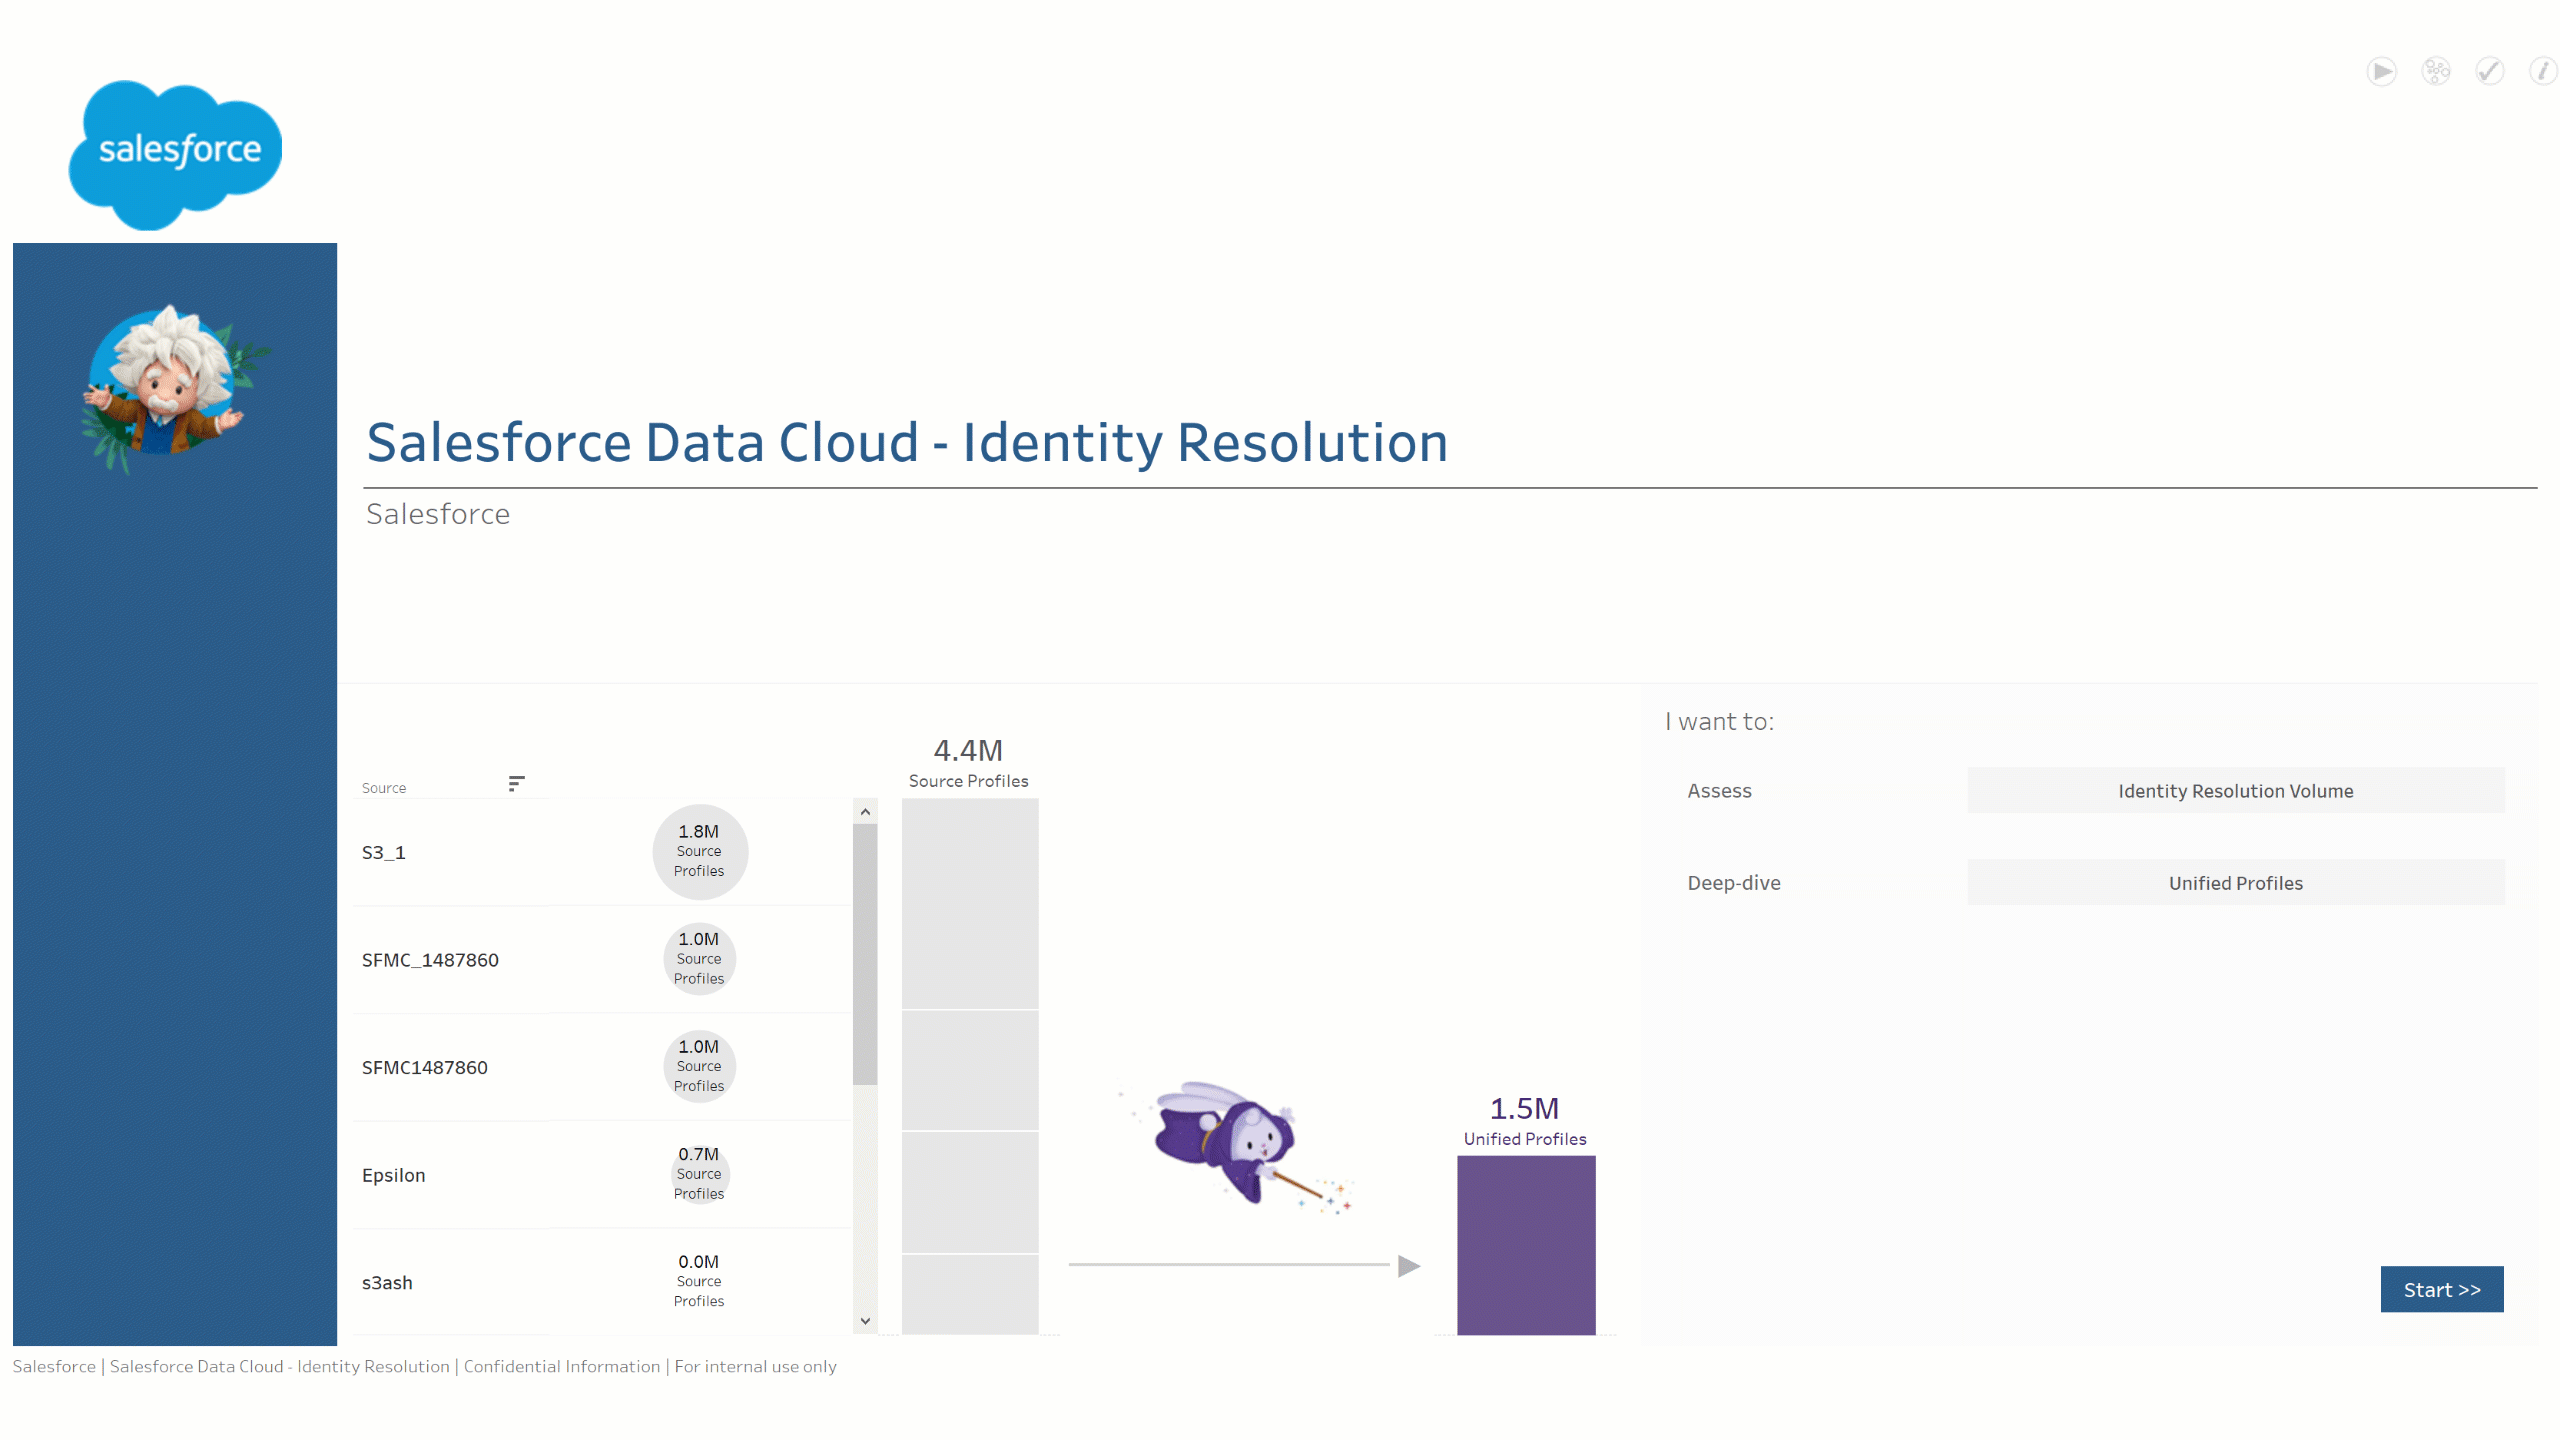 salesforce
Salesforce Data Cloud - Identity Resolution
Salesforce
I want to:
4.4M
Source Profiles
Source
Assess
Identity Resolution Volume
S3_1
1.8M
Source
Profiles
Deep-dive
Unified Profiles
SFMC_1487860
1.0M
Source
Profiles
SFMC1487860
1.0M
Source
Profiles
1.5M
Unified Profiles
Epsilon
0.7M
Source
Profiles
s3ash
0.0M
Source
Profiles
Start >>
Salesforce | Salesforce Data Cloud - Identity Resolution | Confidential Information | For internal use only